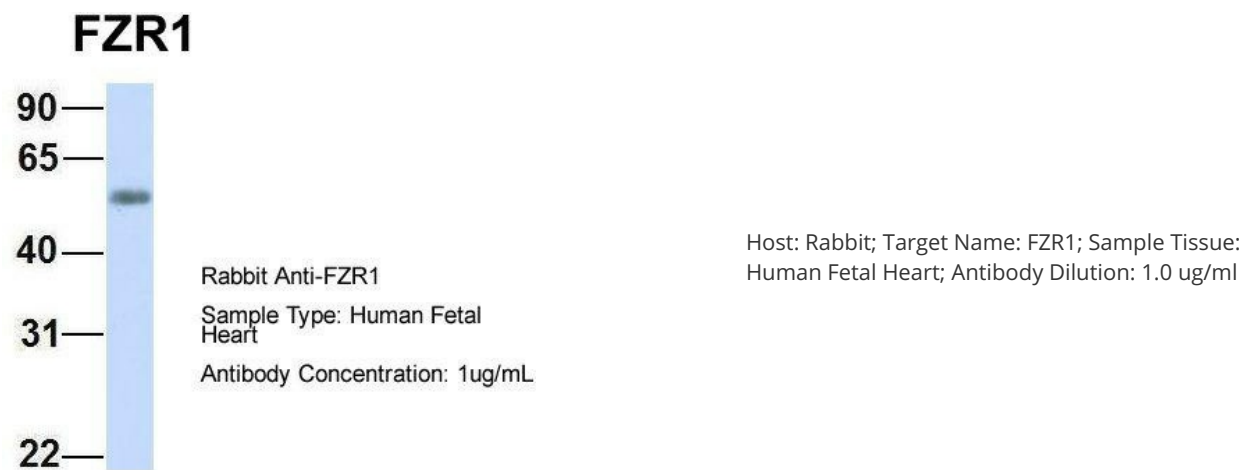 FZR1
90
65
40
31
22
Rabbit Anti-FZR1
Sample Type: Human Fetal
Heart
Antibody Concentration: 1ug/mL
Host: Rabbit; Target Name: FZR1; Sample Tissue:
Human Fetal Heart; Antibody Dilution: 1.0 ug/ml